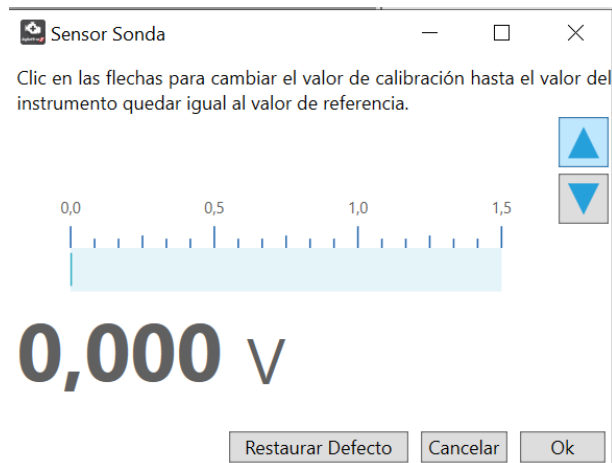 Sensor Sonda
Clic en las flechas para cambiar el valor de calibración hasta el valor del
instrumento quedar igual al valor de referencia.
0,0 0,5 1,0 1,5
0,000 V
Restaurar Defecto Cancelar Ok